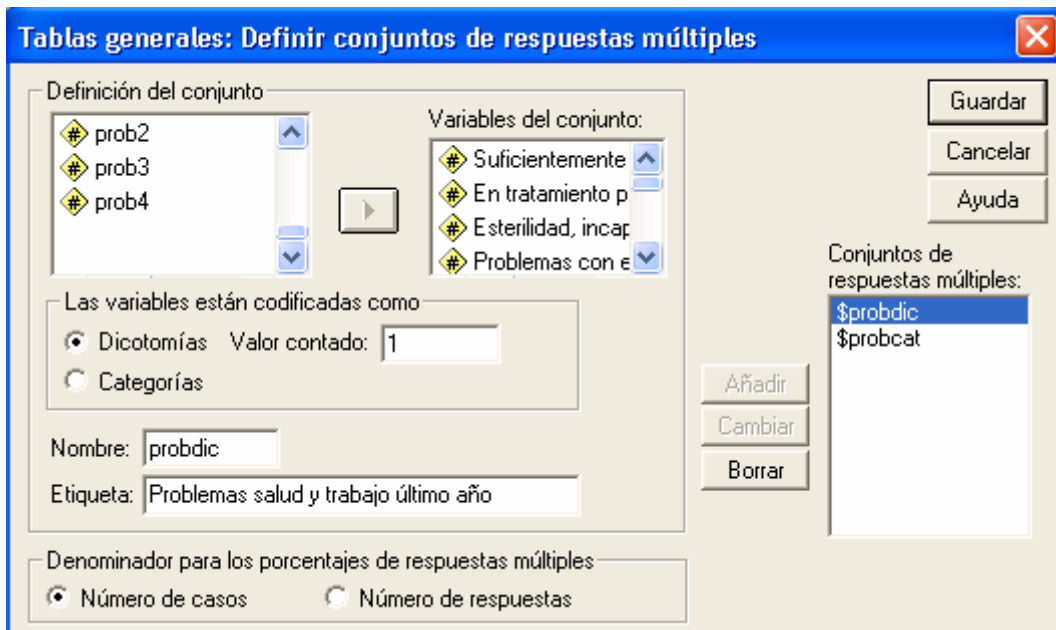 Tablas generales: Definir conjuntos de respuestas múltiples
Definición del conjunto
prob2
prob3
prob4
Variables del conjunto:
Suficientemente
En tratamiento p
Esterilidad, incap
Problemas con e
Las variables están codificadas como
Dicotomías Valor contado: 1
Categorías
Nombre: probdic
Etiqueta: Problemas salud y trabajo último año
Denominador para los porcentajes de respuestas múltiples
Número de casos Número de respuestas
Guardar
Cancelar
Ayuda
Conjuntos de
respuestas múltiples:
$probdic
$probcat
Añadir
Cambiar
Borrar